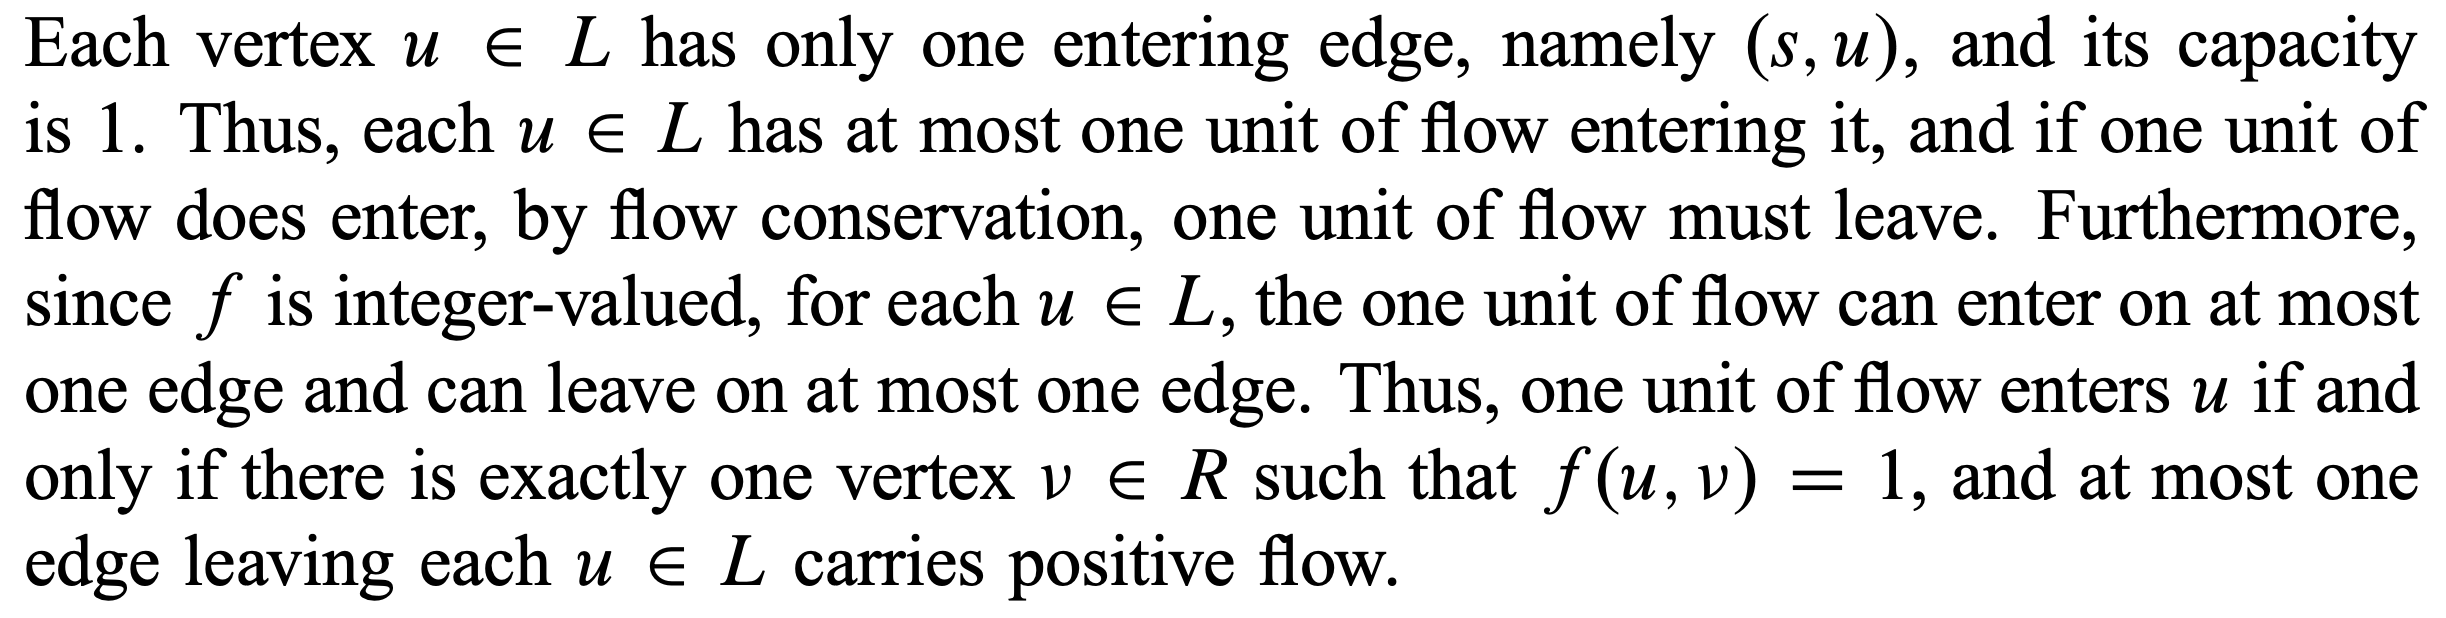 Each vertex u ∈ L has only one entering edge, namely (s, u), and its capacity
is 1. Thus, each u ∈ L has at most one unit of flow entering it, and if one unit of
flow does enter, by flow conservation, one unit of flow must leave. Furthermore,
since f is integer-valued, for each u ∈ L, the one unit of flow can enter on at most
one edge and can leave on at most one edge. Thus, one unit of flow enters u if and
only if there is exactly one vertex ν ∈ R such that f(u, ν) = 1, and at most one
edge leaving each u ∈ L carries positive flow.